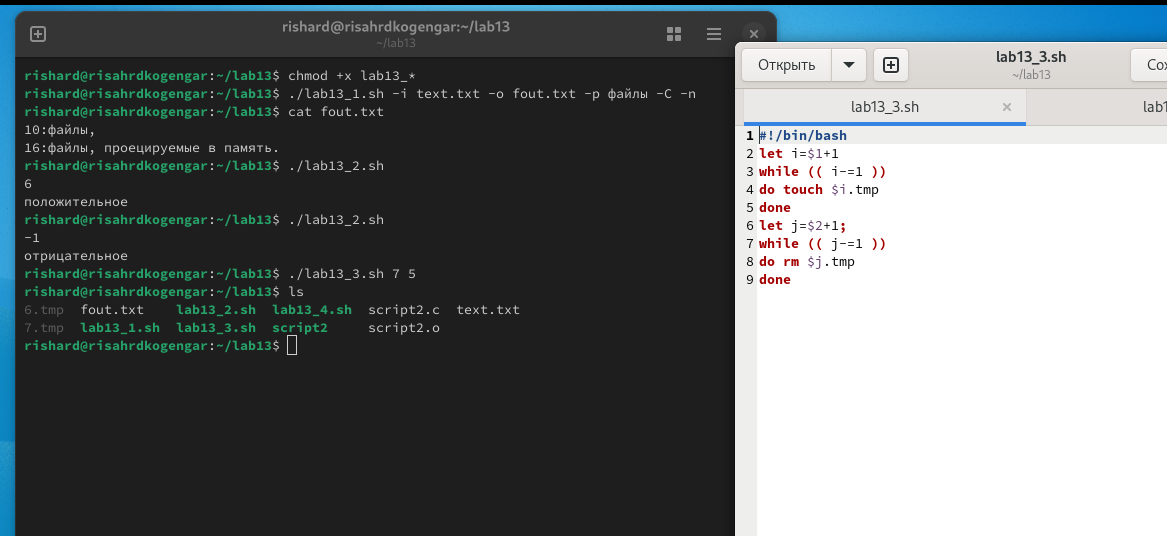 rishard@risahrdkogengar:~/lab13
~/lab13
rishard@risahrdkogengar:~/lab13$ chmod +x lab13_*
rishard@risahrdkogengar:~/lab13$ ./lab13_1.sh -i text.txt -o fout.txt -p файлы -C -n
rishard@risahrdkogengar:~/lab13$ cat fout.txt
10:файлы,
16:файлы, проецируемые в память.
rishard@risahrdkogengar:~/lab13$ ./lab13_2.sh
6
положительное
rishard@risahrdkogengar:~/lab13$ ./lab13_2.sh
-1
отрицательное
rishard@risahrdkogengar:~/lab13$ ./lab13_3.sh 7 5
rishard@risahrdkogengar:~/lab13$ ls
6.tmp fout.txt lab13_2.sh lab13_4.sh script2.c text.txt
7.tmp lab13_1.sh lab13_3.sh script2 script2.o
rishard@risahrdkogengar:~/lab13$
Открыть
lab13_3.sh
~/lab13
Сох
lab13_3.sh
lab1
1 #!/bin/bash
2 let i=$1+1
3 while (( i-=1 ))
4 do touch $i.tmp
5 done
6 let j=$2+1;
7 while (( j-=1 ))
8 do rm $j.tmp
9 done